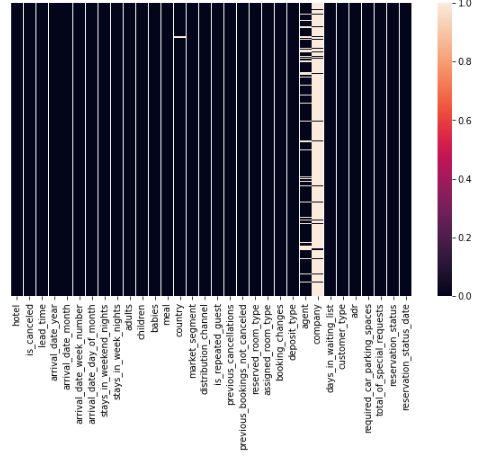 1.0
0.8
0.6
0.4
0.2
0.0
hotel
is_canceled
lead_time
arrival_date_year
arrival_date_month
arrival_date_week_number
arrival_date_day_of_month
stays_in_weekend_nights
stays_in_week_nights
adults
children
babies
meal
country
market_segment
distribution_channel
is_repeated_guest
previous_cancellations
previous_bookings_not_canceled
reserved_room_type
assigned_room_type
booking_changes
deposit_type
agent
company
days_in_waiting_list
customer_type
adr
required_car_parking_spaces
total_of_special_requests
reservation_status
reservation_status_date